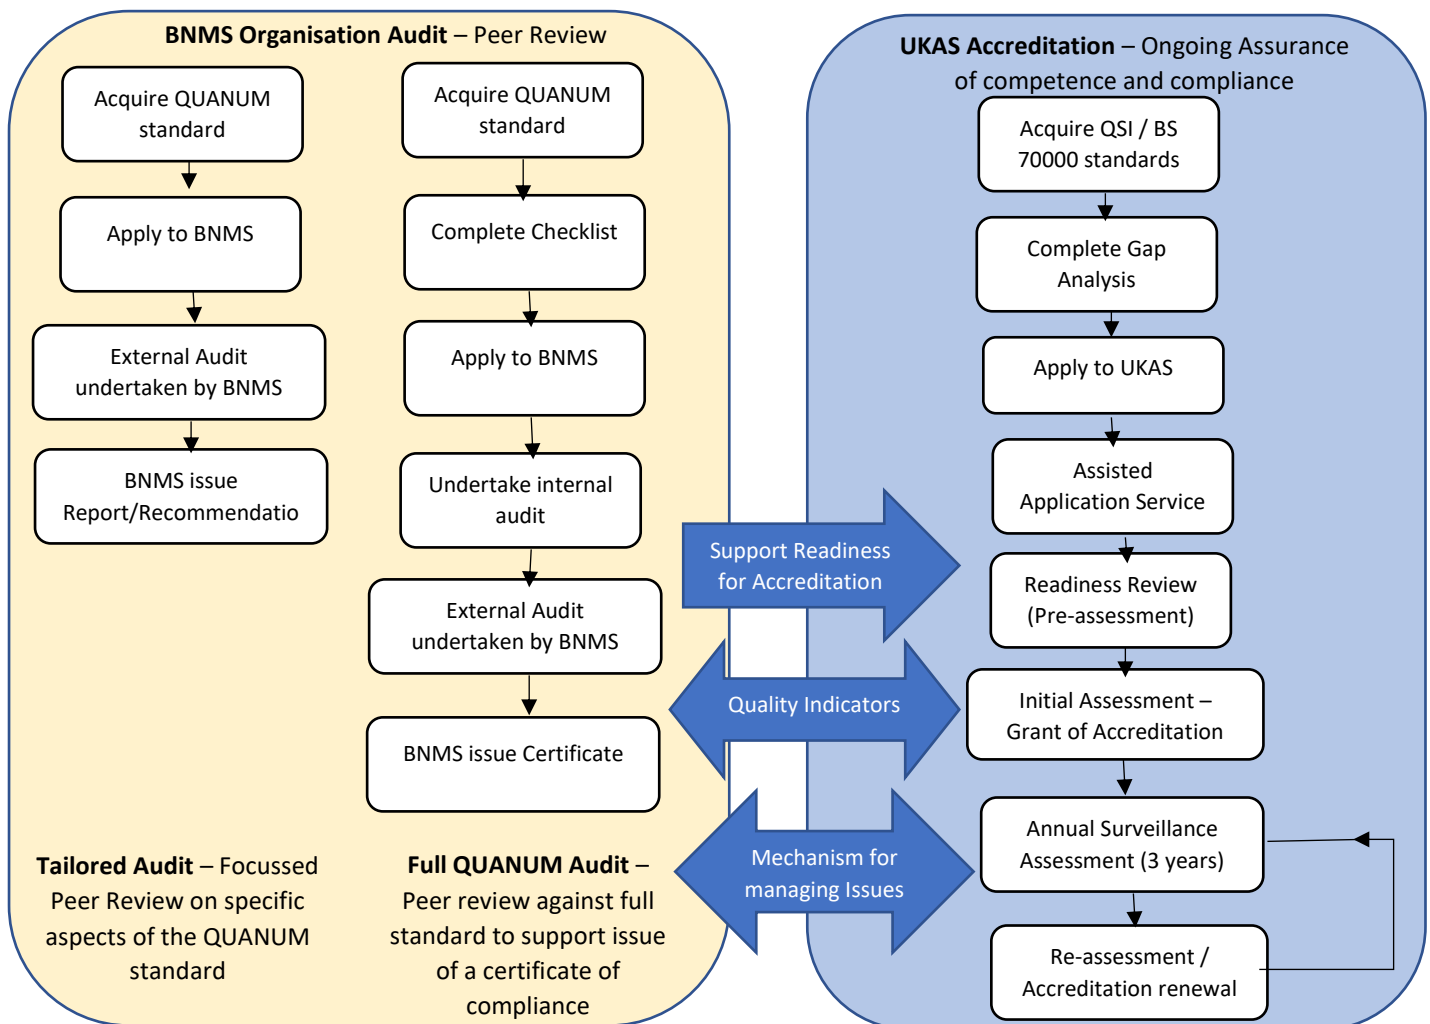 BNMS Organisation Audit – Peer Review
Acquire QUANUM
standard
Apply to BNMS
External Audit
undertaken by BNMS
BNMS issue
Report/Recommendatio
Tailored Audit – Focussed
Peer Review on specific
aspects of the QUANUM
standard
Acquire QUANUM
standard
Complete Checklist
Apply to BNMS
Undertake internal
audit
External Audit
undertaken by BNMS
BNMS issue Certificate
Full QUANUM Audit –
Peer review against full
standard to support issue
of a certificate of
compliance
Support Readiness
for Accreditation
Quality Indicators
Mechanism for
managing Issues
UKAS Accreditation – Ongoing Assurance
of competence and compliance
Acquire QSI / BS
70000 standards
Complete Gap
Analysis
Apply to UKAS
Assisted
Application Service
Readiness Review
(Pre-assessment)
Initial Assessment –
Grant of Accreditation
Annual Surveillance
Assessment (3 years)
Re-assessment /
Accreditation renewal